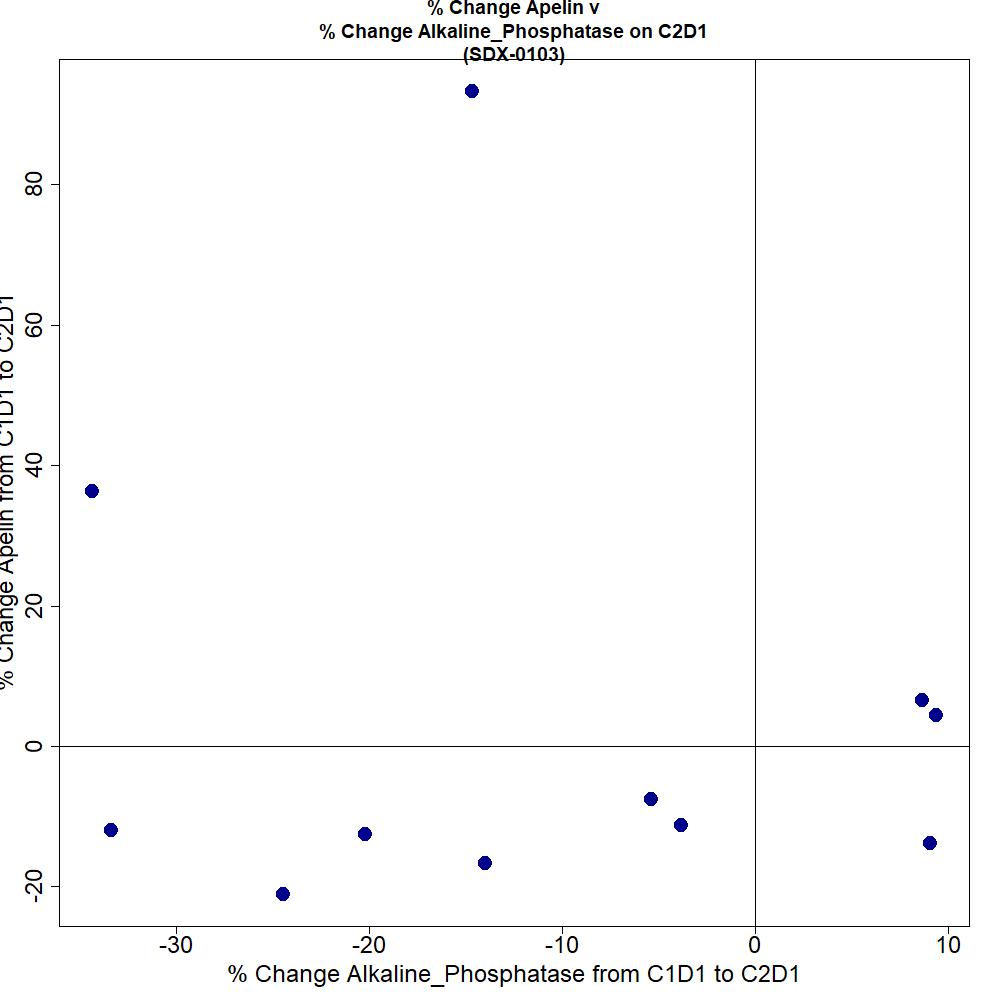 % Change Apelin v
% Change Alkaline_Phosphatase on C2D1
(SDX-0103)
% Change Apelin from C1D1 to C2D1
80
60
40
20
0
-20
-30
-20
-10
0
10
% Change Alkaline_Phosphatase from C1D1 to C2D1